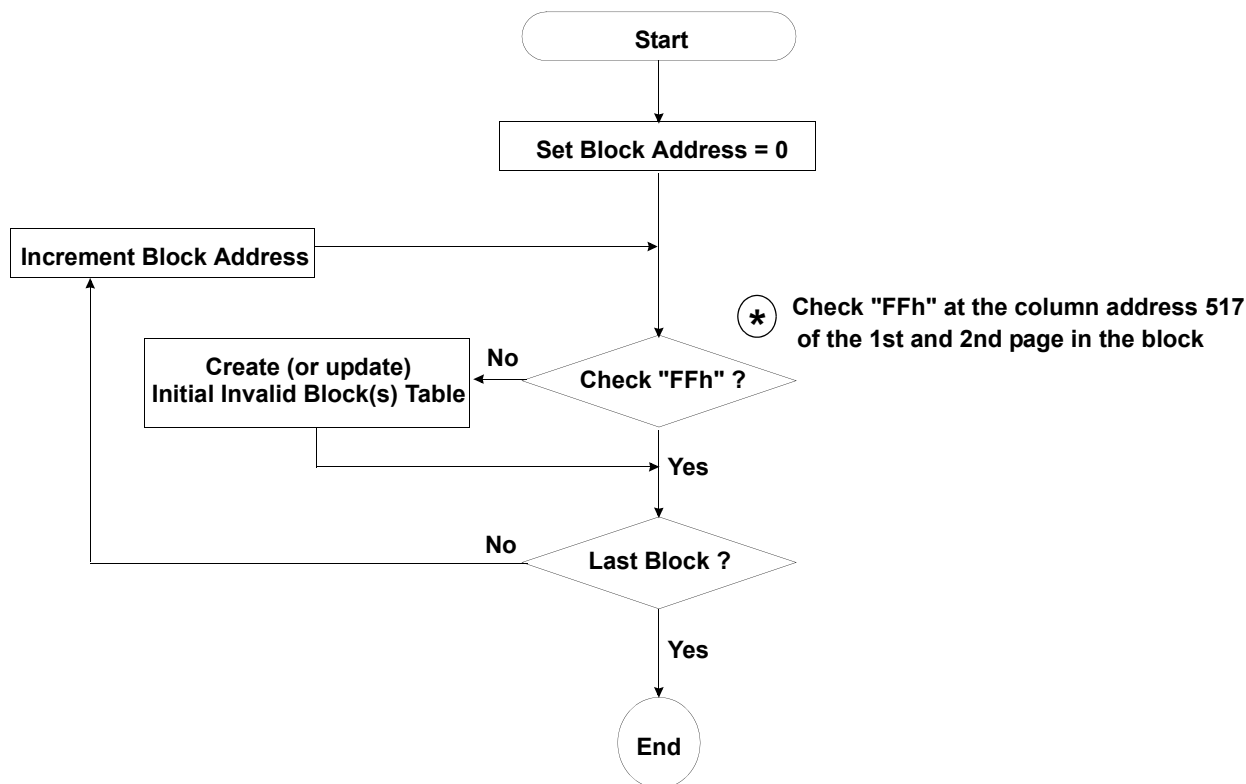 Start
Set Block Address = 0
Increment Block Address
* Check "FFh" at the column address 517
of the 1st and 2nd page in the block
No
Create (or update)
Initial Invalid Block(s) Table
Check "FFh" ?
Yes
No
Last Block ?
Yes
End